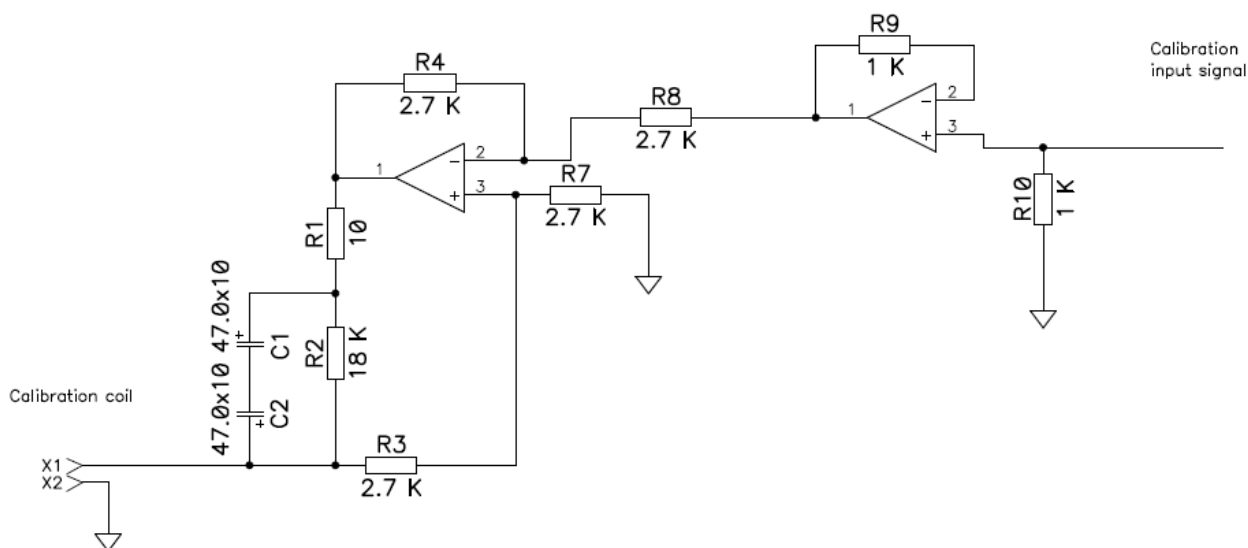 R9
1 K
Calibration
input signal
R4
2.7 K
R8
2.7 K
1
-
2
+
3
1
-
2
+
3
R7
2.7 K
R10
1 K
R1
10
47.0x10
C1
R2
18 K
47.0x10
C2
Calibration coil
R3
2.7 K
X1
X2